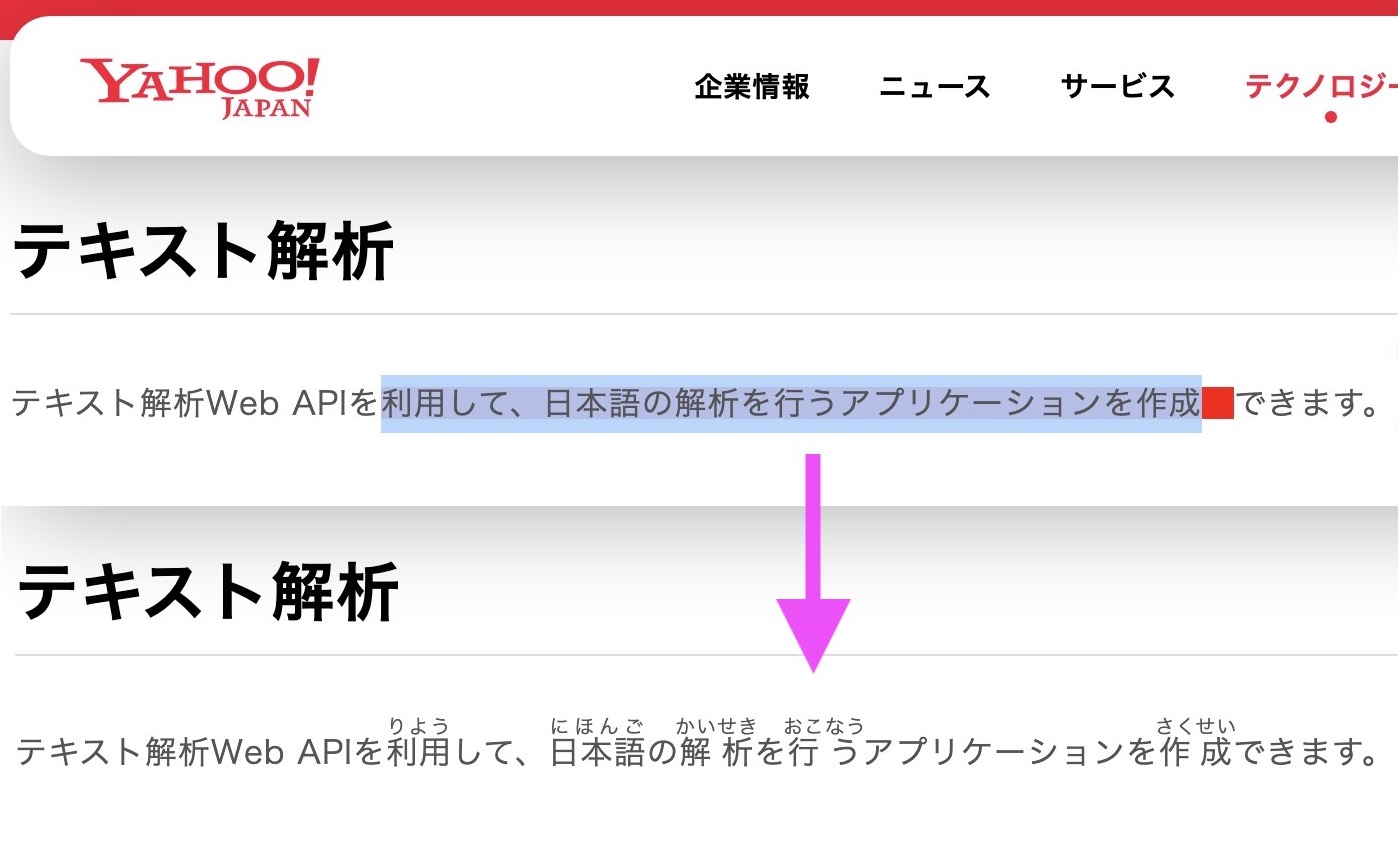 YAHOO!
JAPAN
企業情報 ニュース サービス テクノロジー
テキスト解析
テキスト解析Web APIを利用して、日本語の解析を行うアプリケーションを作成できます。
テキスト解析
りよう にほんご かいせき おこなう さくせい
テキスト解析Web APIを利用して、日本語の解析を行うアプリケーションを作成できます。